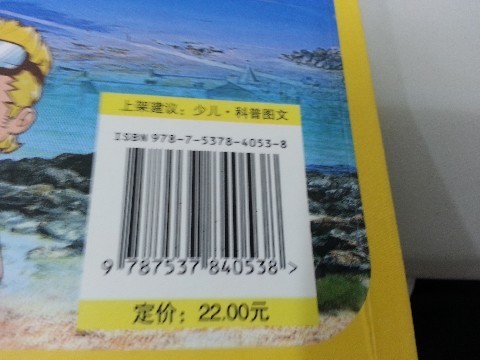 上架建议：少儿·科普图文
ISBN 978-7-5378-4053-8
9 787537 840538 >
定价：22.00元